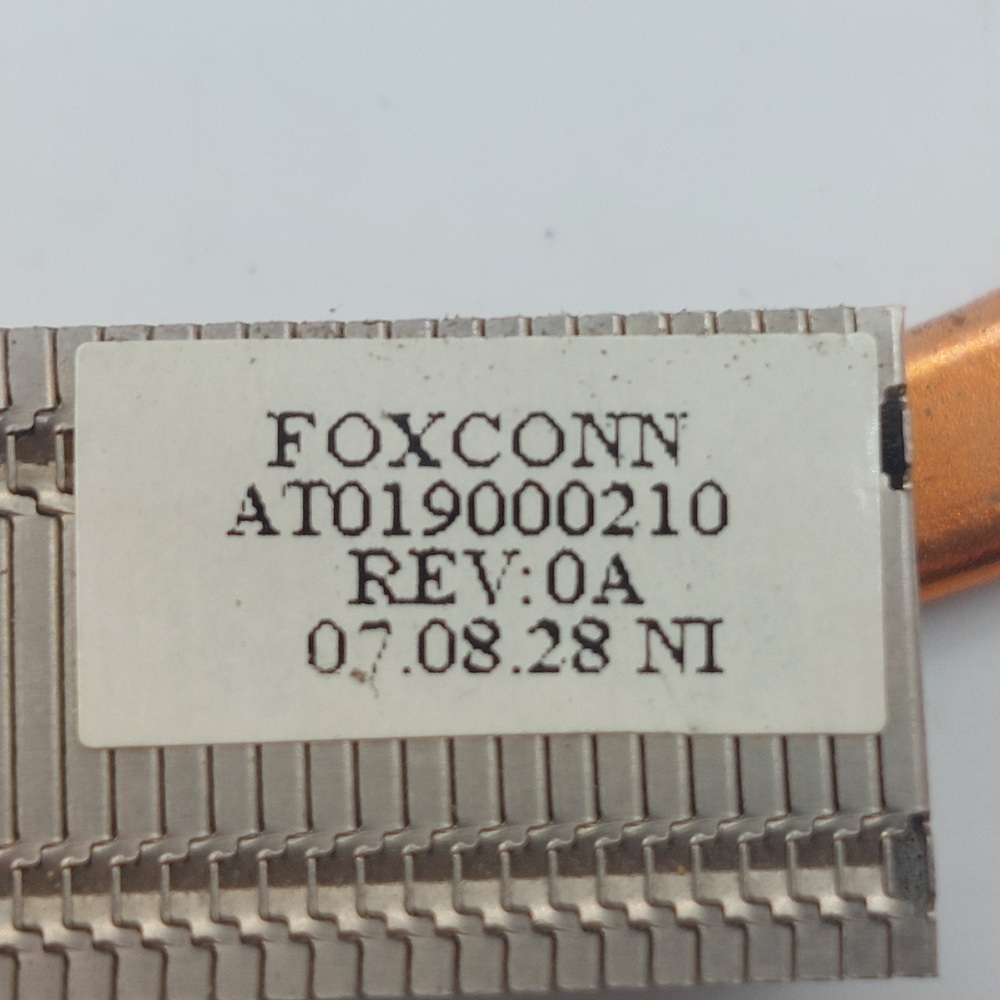 FOXCONN
AT019000210
REV:0A
07.08.28 NI